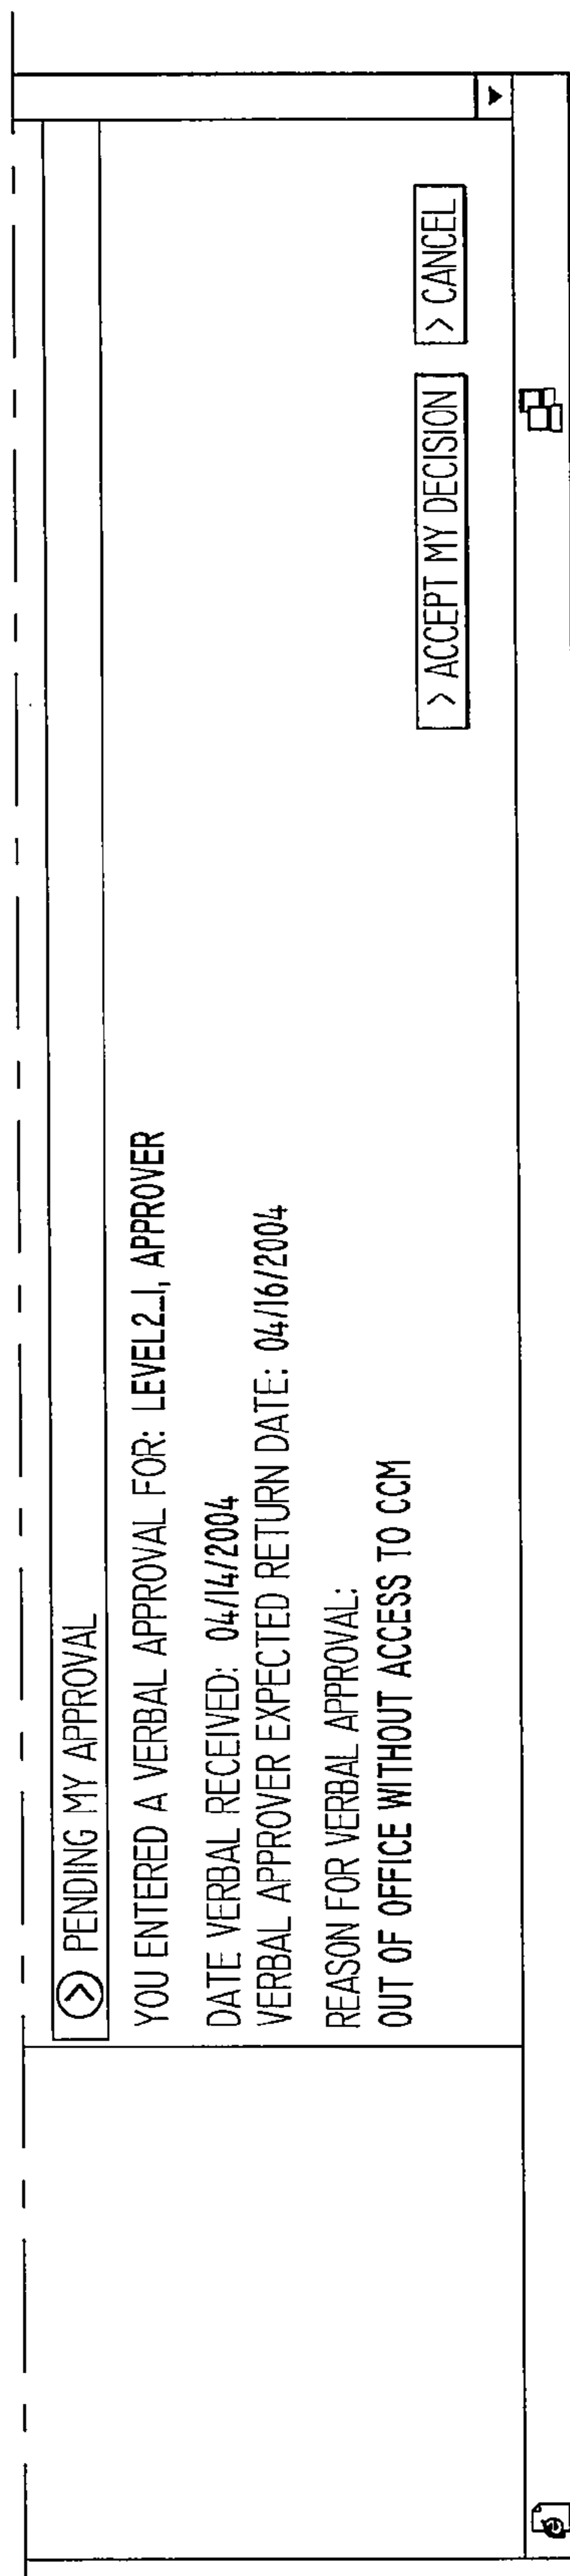 > PENDING MY APPROVAL
YOU ENTERED A VERBAL APPROVAL FOR: LEVEL2_1, APPROVER
DATE VERBAL RECEIVED: 04/14/2004
VERBAL APPROVER EXPECTED RETURN DATE: 04/16/2004
REASON FOR VERBAL APPROVAL:
OUT OF OFFICE WITHOUT ACCESS TO CCM
> ACCEPT MY DECISION > CANCEL